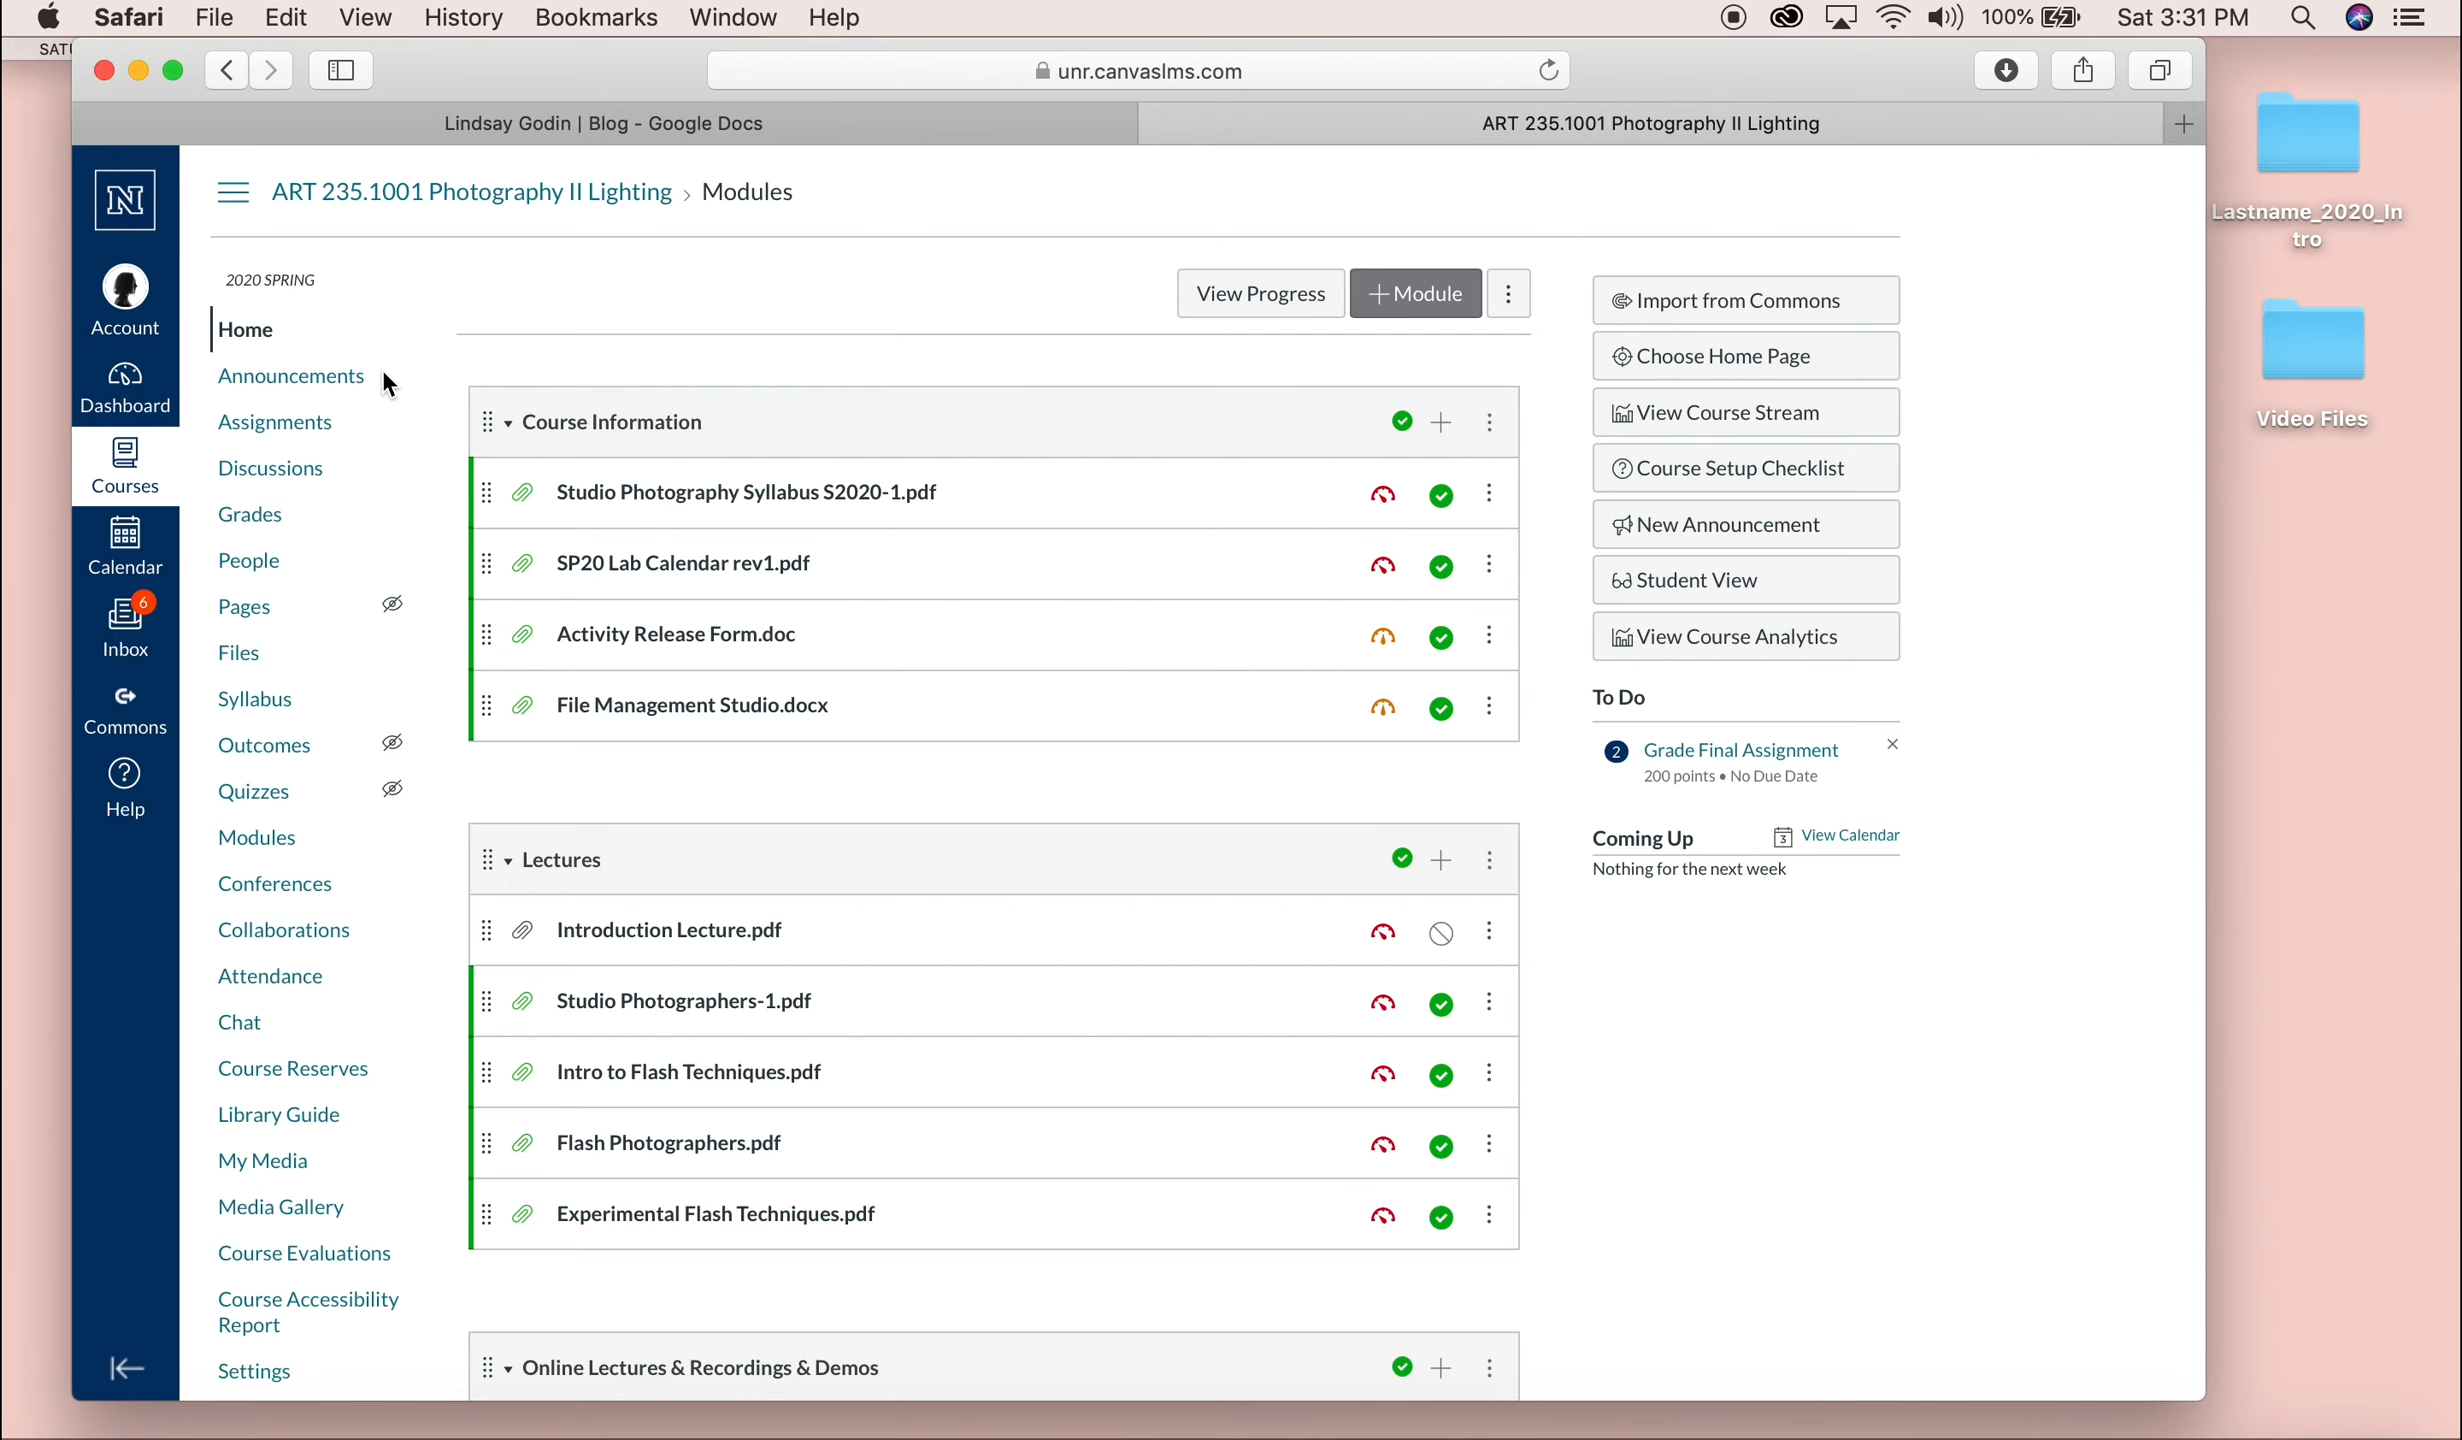 Safari File Edit View History Bookmarks Window Help 100% Sat 3:31 PM
SATU
unr.canvaslms.com
Lindsay Godin | Blog - Google Docs
ART 235.1001 Photography II Lighting
N
Account
Dashboard
Courses
Calendar
6
Inbox
Commons
Help
ART 235.1001 Photography II Lighting › Modules
2020 SPRING
Home
Announcements
Assignments
Discussions
Grades
People
Pages
Files
Syllabus
Outcomes
Quizzes
Modules
Conferences
Collaborations
Attendance
Chat
Course Reserves
Library Guide
My Media
Media Gallery
Course Evaluations
Course Accessibility
Report
Settings
View Progress
+ Module
Course Information
Studio Photography Syllabus S2020-1.pdf
SP20 Lab Calendar rev1.pdf
Activity Release Form.doc
File Management Studio.docx
Lectures
Introduction Lecture.pdf
Studio Photographers-1.pdf
Intro to Flash Techniques.pdf
Flash Photographers.pdf
Experimental Flash Techniques.pdf
Online Lectures & Recordings & Demos
Import from Commons
Choose Home Page
View Course Stream
Course Setup Checklist
New Announcement
Student View
View Course Analytics
To Do
2 Grade Final Assignment
200 points • No Due Date
Coming Up 3 View Calendar
Nothing for the next week
Lastname_2020_In
tro
Video Files